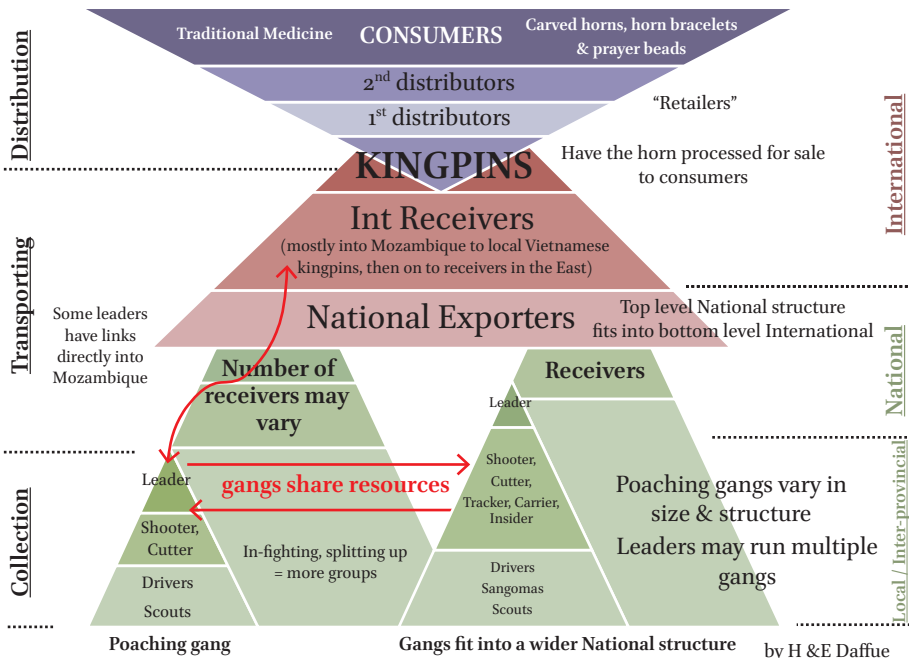 Traditional Medicine
CONSUMERS
Carved horns, horn bracelets
& prayer beads
2nd distributors
1st distributors
"Retailers"
KINGPINS
Have the horn processed for sale
to consumers
Int Receivers
(mostly into Mozambique to local Vietnamese
kingpins, then on to receivers in the East)
National Exporters
Top level National structure
fits into bottom level International
Some leaders
have links
directly into
Mozambique
Number of
receivers may
vary
Receivers
Leader
Shooter,
Cutter,
Tracker, Carrier,
Insider
Drivers
Sangomas
Scouts
Leader
Shooter,
Cutter
Drivers
Scouts
gangs share resources
In-fighting, splitting up
= more groups
Poaching gangs vary in
size & structure
Leaders may run multiple
gangs
Distribution
Transporting
Collection
International
National
Local / Inter-provincial
Poaching gang
Gangs fit into a wider National structure
by H &E Daffue